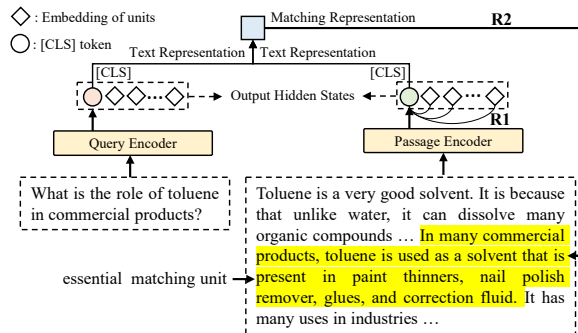 : Embedding of units
: [CLS] token
Matching Representation
R2
Text Representation
Text Representation
[CLS]
[CLS]
Output Hidden States
R1
Query Encoder
Passage Encoder
What is the role of toluene
in commercial products?
Toluene is a very good solvent. It is because
that unlike water, it can dissolve many
organic compounds … In many commercial
products, toluene is used as a solvent that is
present in paint thinners, nail polish
remover, glues, and correction fluid. It has
many uses in industries …
essential matching unit